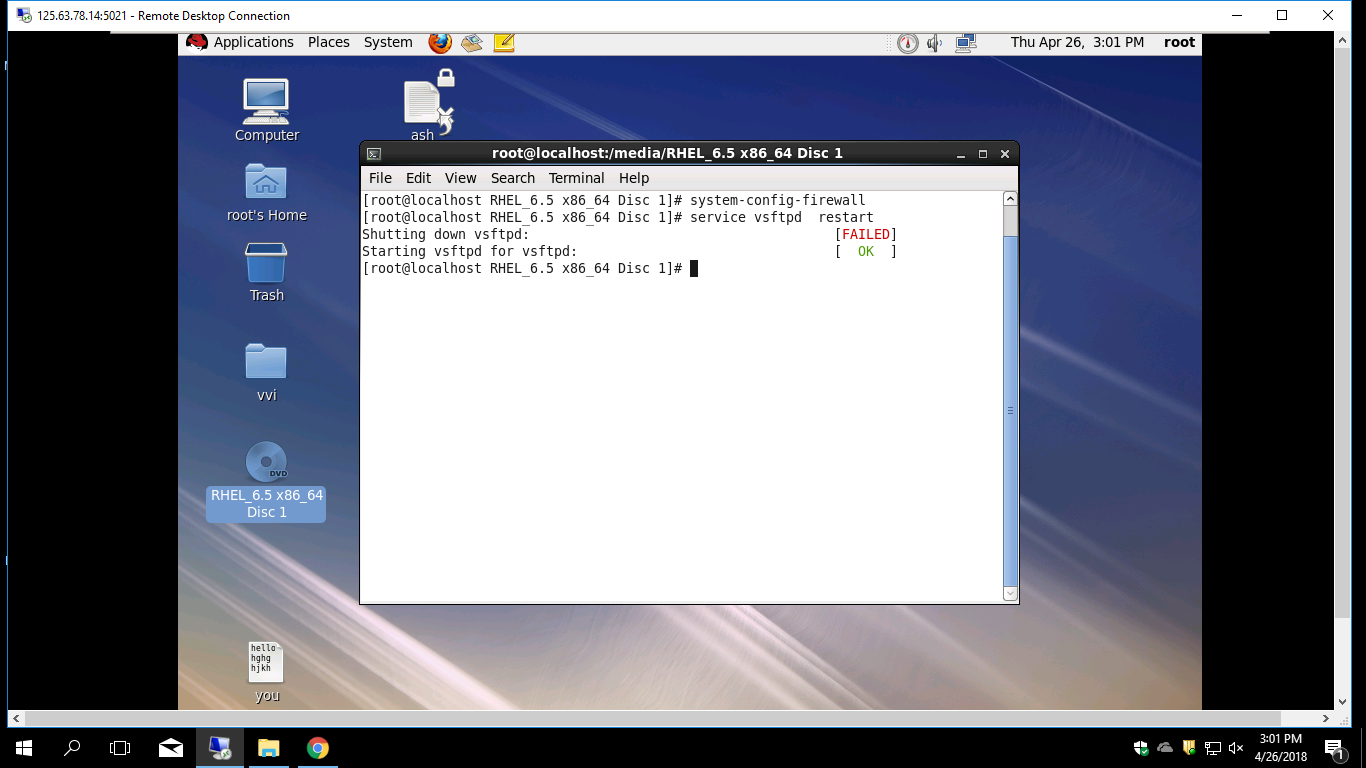 125.63.78.14:5021 - Remote Desktop Connection
Applications Places System Thu Apr 26, 3:01 PM root
Computer
ash
root's Home
Trash
vvi
DVD
RHEL_6.5 x86_64
Disc 1
hello
hghg
hjkh
you
root@localhost:/media/RHEL_6.5 x86_64 Disc 1
File Edit View Search Terminal Help
[root@localhost RHEL_6.5 x86_64 Disc 1]# system-config-firewall
[root@localhost RHEL_6.5 x86_64 Disc 1]# service vsftpd  restart
Shutting down vsftpd: [FAILED]
Starting vsftpd for vsftpd: [  OK  ]
[root@localhost RHEL_6.5 x86_64 Disc 1]#
3:01 PM
4/26/2018
1